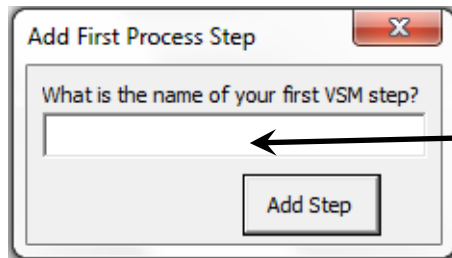 Add First Process Step
What is the name of your first VSM step?
Add Step